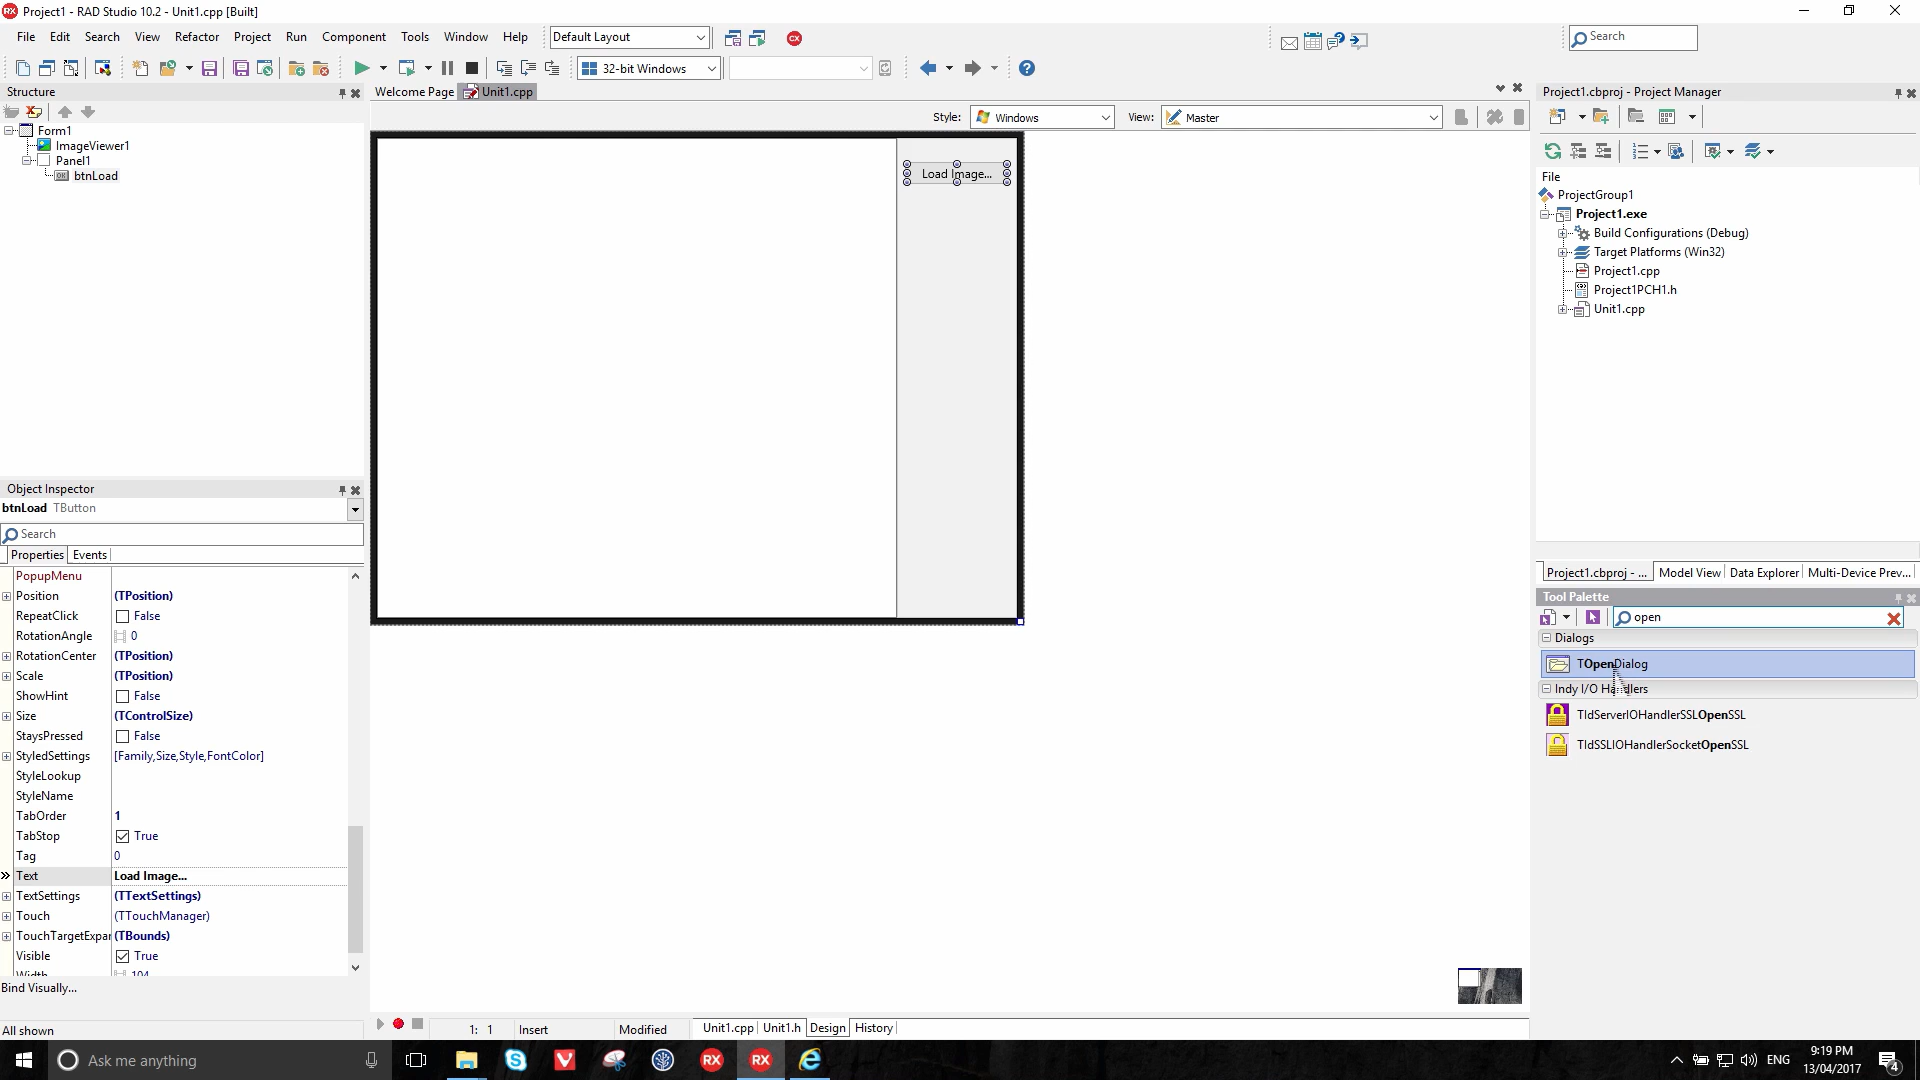 Project1 - RAD Studio 10.2 - Unit1.cpp [Built]
File Edit Search View Refactor Project Run Component Tools Window Help Default Layout
Search
32-bit Windows
Structure
Form1
ImageViewer1
Panel1
btnLoad
Object Inspector
btnLoad TButton
Search
Properties Events
PopupMenu
Position (TPosition)
RepeatClick False
RotationAngle 0
RotationCenter (TPosition)
Scale (TPosition)
ShowHint False
Size (TControlSize)
StaysPressed False
StyledSettings [Family,Size,Style,FontColor]
StyleLookup
StyleName
TabOrder 1
TabStop True
Tag 0
Text Load Image...
TextSettings (TTextSettings)
Touch (TTouchManager)
TouchTargetExpan (TBounds)
Visible True
Width 104
Bind Visually...
All shown
Welcome Page Unit1.cpp
Style: Windows View: Master
Load Image...
1: 1 Insert Modified Unit1.cpp Unit1.h Design History
Project1.cbproj - Project Manager
File
ProjectGroup1
Project1.exe
Build Configurations (Debug)
Target Platforms (Win32)
Project1.cpp
Project1PCH1.h
Unit1.cpp
Project1.cbproj - ... Model View Data Explorer Multi-Device Prev...
Tool Palette
open
Dialogs
TOpenDialog
Indy I/O Handlers
TIdServerIOHandlerSSLOpenSSL
TIdSSLIOHandlerSocketOpenSSL
Ask me anything
ENG
9:19 PM
13/04/2017
4